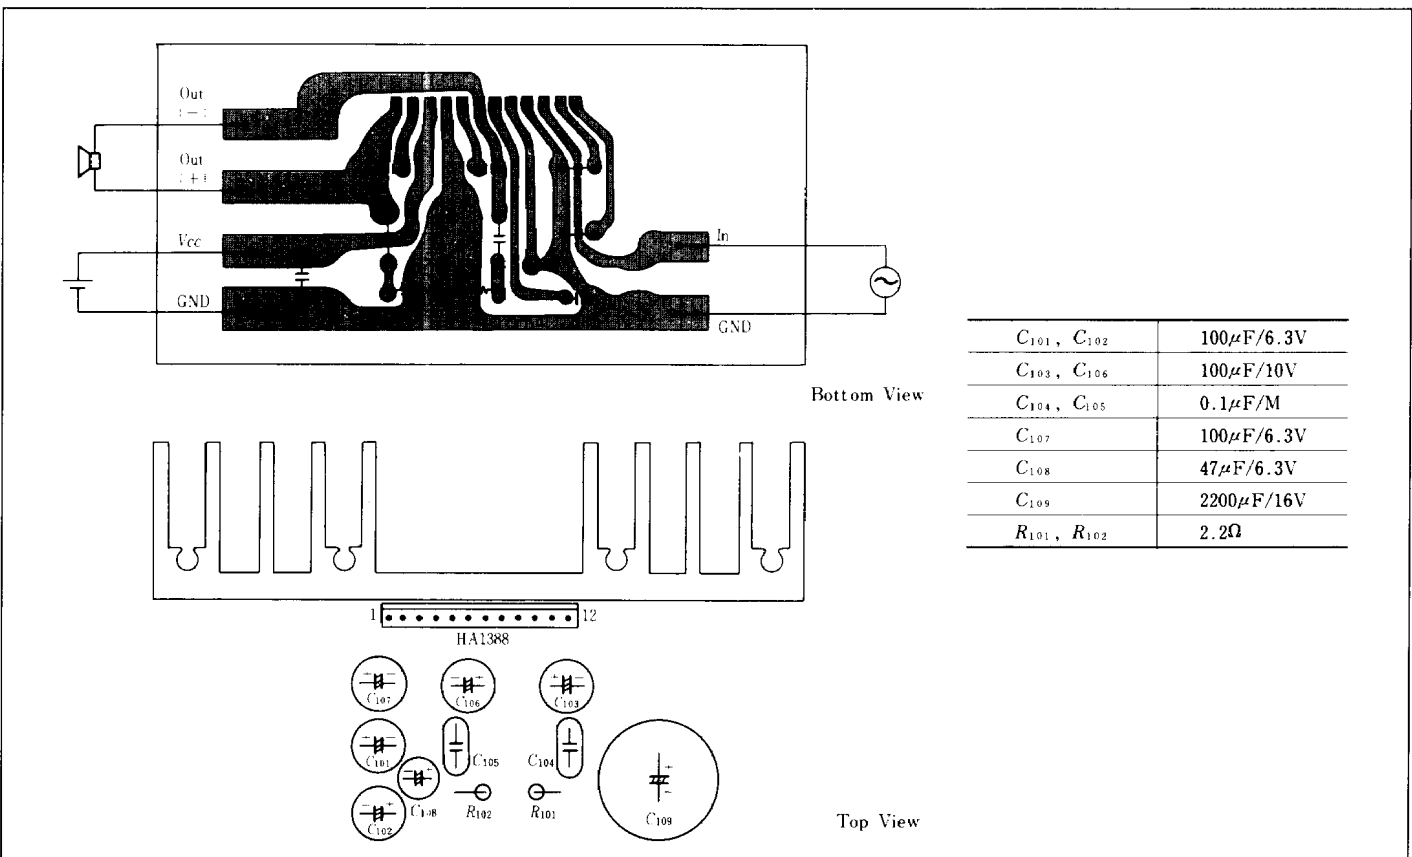 Out
(−)
Out
(+)
Vcc
GND
In
GND
Bottom View
C101, C102 100μF/6.3V
C103, C106 100μF/10V
C104, C105 0.1μF/M
C107 100μF/6.3V
C108 47μF/6.3V
C109 2200μF/16V
R101, R102 2.2Ω
1 12
HA1388
C107 C106 C103
C101 C105 C104
C108 R102 R101
C102 C109
Top View